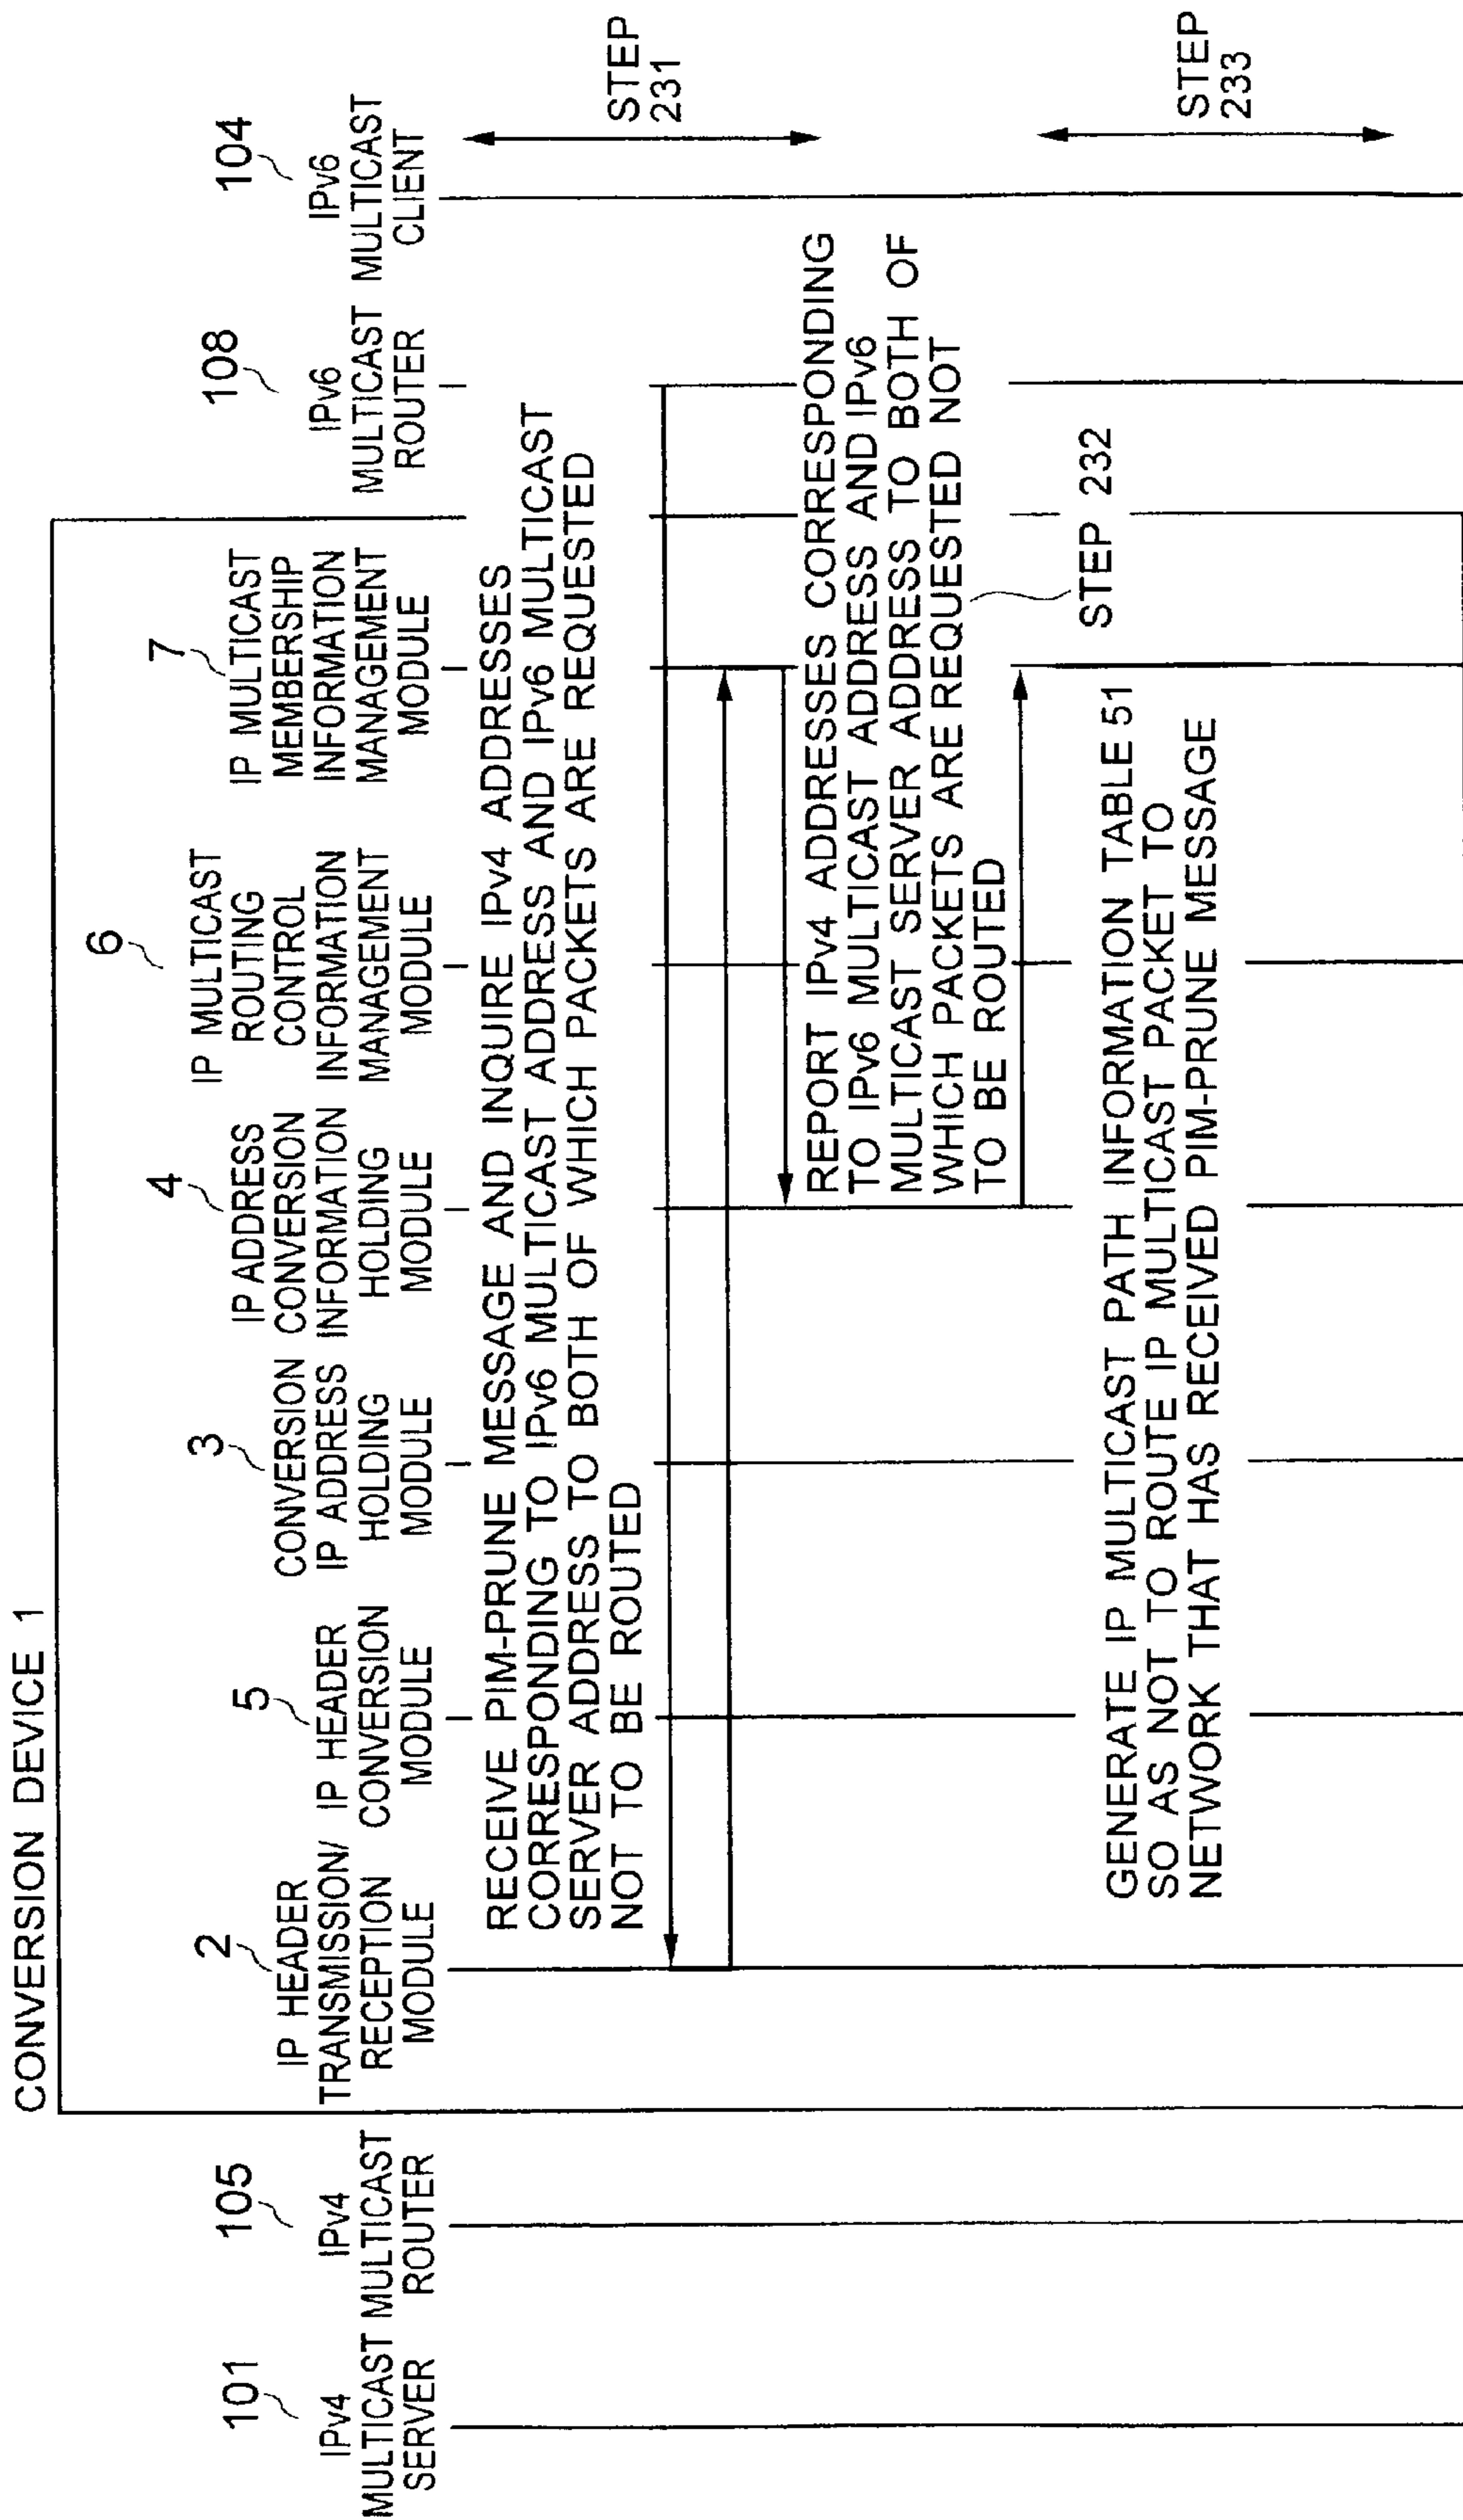 CONVERSION DEVICE 1
101
IPv4
MULTICAST
SERVER
105
IPv4
MULTICAST
ROUTER
2
IP HEADER
TRANSMISSION/
RECEPTION
MODULE
5
IP HEADER
CONVERSION
MODULE
3
CONVERSION
IP ADDRESS
HOLDING
MODULE
4
IP ADDRESS
CONVERSION
INFORMATION
HOLDING
MODULE
6
IP MULTICAST
ROUTING
CONTROL
INFORMATION
MANAGEMENT
MODULE
7
IP MULTICAST
MEMBERSHIP
INFORMATION
MANAGEMENT
MODULE
108
IPv6
MULTICAST
ROUTER
104
IPv6
MULTICAST
CLIENT
RECEIVE PIM-PRUNE MESSAGE AND INQUIRE IPv4 ADDRESSES
CORRESPONDING TO IPv6 MULTICAST ADDRESS AND IPv6 MULTICAST
SERVER ADDRESS TO BOTH OF WHICH PACKETS ARE REQUESTED
NOT TO BE ROUTED
STEP
231
REPORT IPv4 ADDRESSES CORRESPONDING
TO IPv6 MULTICAST ADDRESS AND IPv6
MULTICAST SERVER ADDRESS TO BOTH OF
WHICH PACKETS ARE REQUESTED NOT
TO BE ROUTED
STEP 232
GENERATE IP MULTICAST PATH INFORMATION TABLE 51
SO AS NOT TO ROUTE IP MULTICAST PACKET TO
NETWORK THAT HAS RECEIVED PIM-PRUNE MESSAGE
STEP
233